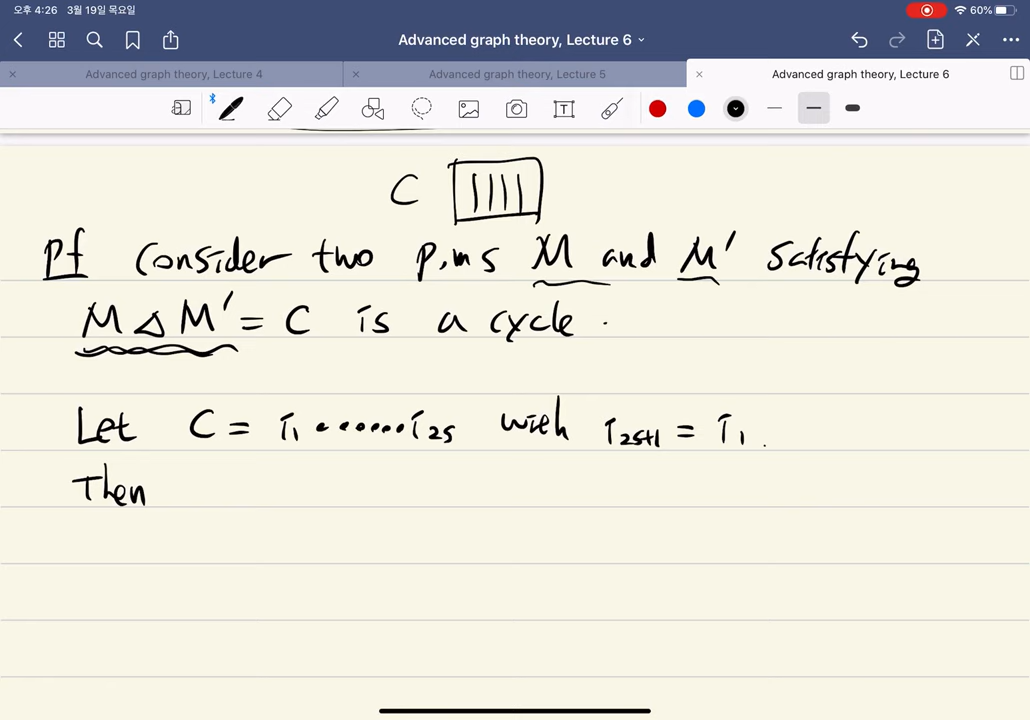 오후 4:26 3월 19일 목요일
60%
Advanced graph theory, Lecture 6
Advanced graph theory, Lecture 4
Advanced graph theory, Lecture 5
Advanced graph theory, Lecture 6
C
Pf Consider two p.ms M and M' satisfying
M △ M' = C is a cycle.
Let C = i₁ ...... i₂ₛ with i₂ₛ₊₁ = i₁.
Then